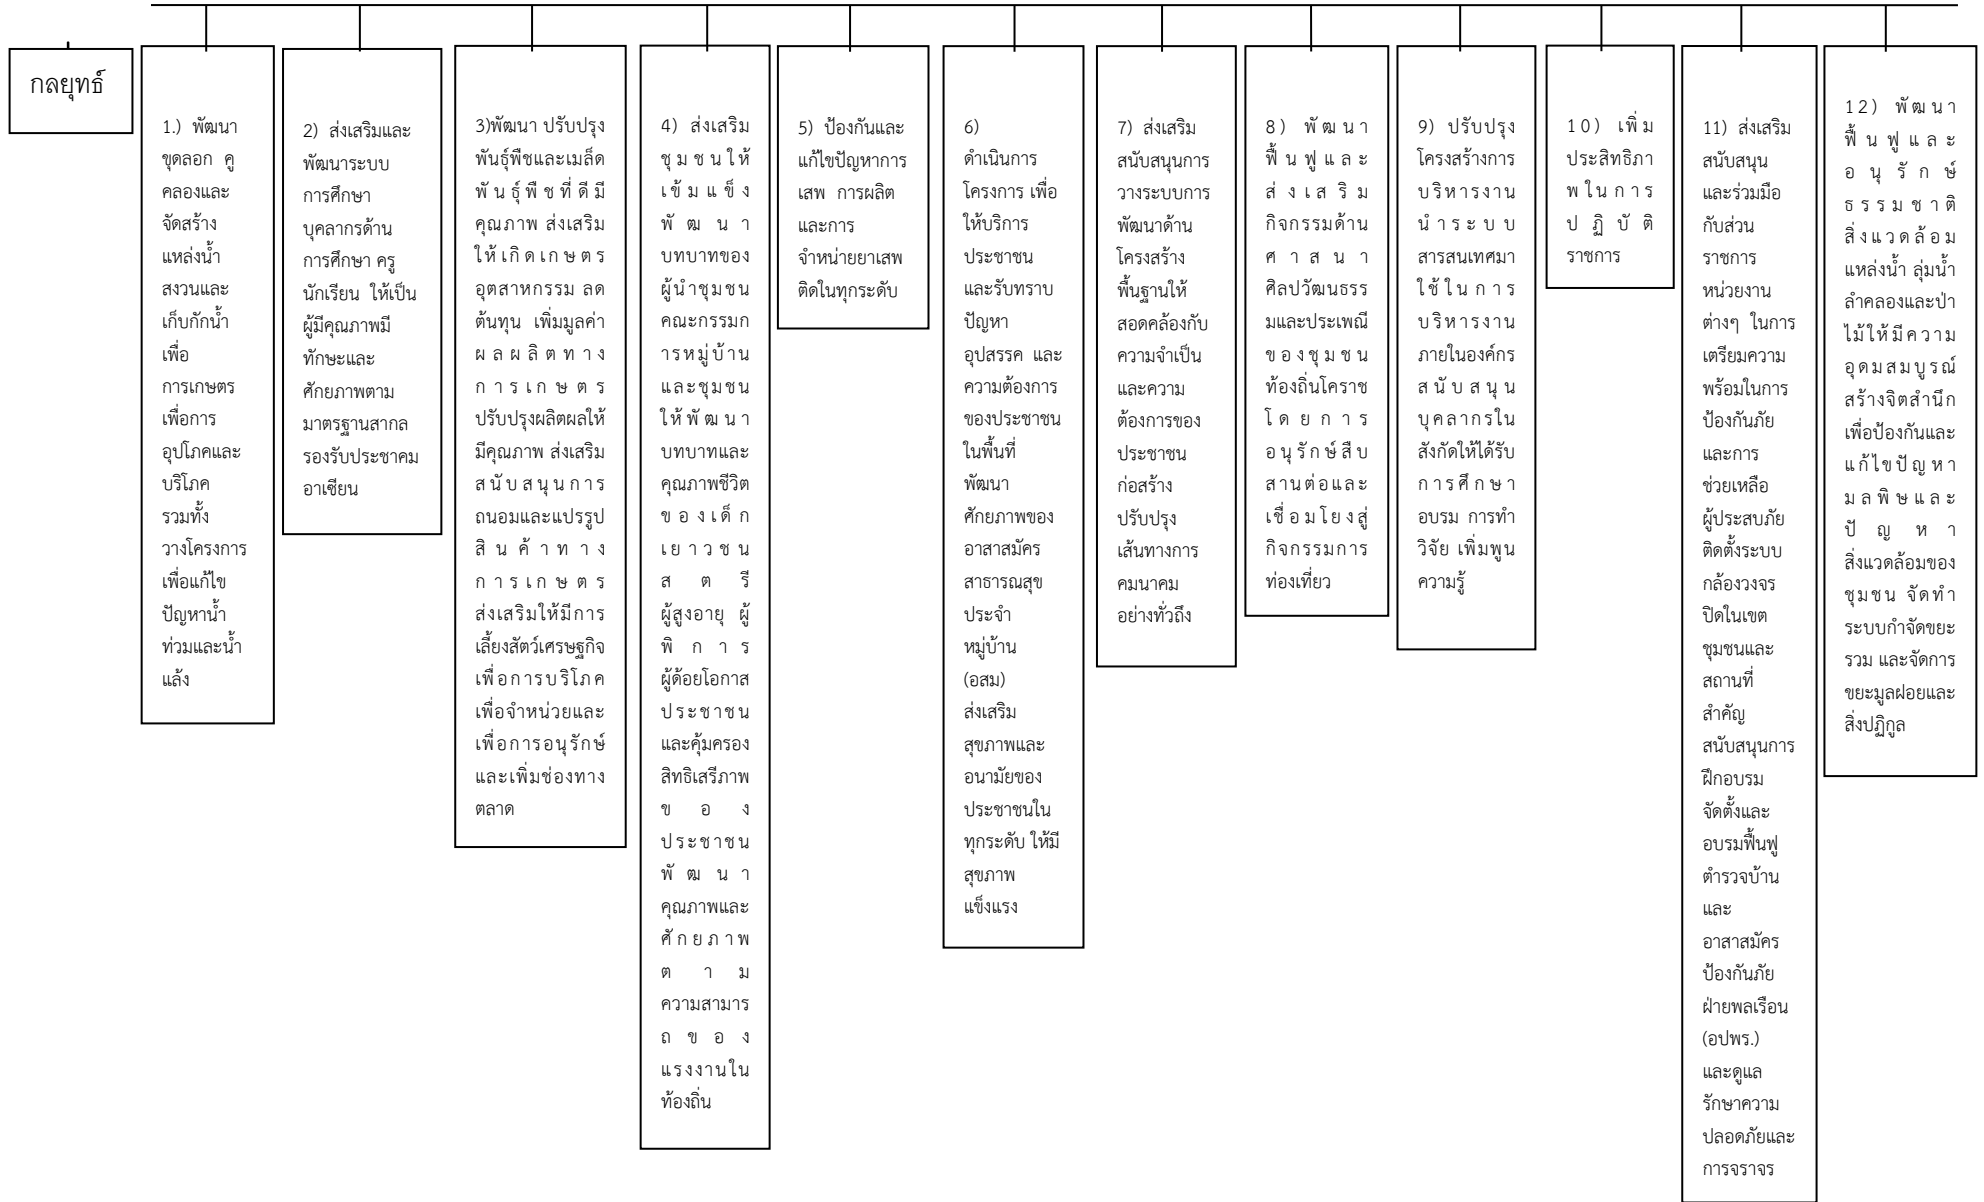 กลยุทธ์
1.) พัฒนา
ขุดลอก คู
คลองและ
จัดสร้าง
แหล่งน้ำ
สงวนและ
เก็บกักน้ำ
เพื่อ
การเกษตร
เพื่อการ
อุปโภคและ
บริโภค
รวมทั้ง
วางโครงการ
เพื่อแก้ไข
ปัญหาน้ำ
ท่วมและน้ำ
แล้ง
2) ส่งเสริมและ
พัฒนาระบบ
การศึกษา
บุคลากรด้าน
การศึกษา ครู
นักเรียน ให้เป็น
ผู้มีคุณภาพมี
ทักษะและ
ศักยภาพตาม
มาตรฐานสากล
รองรับประชาคม
อาเซียน
3)พัฒนา ปรับปรุง
พันธุ์พืชและเมล็ด
พันธุ์พืชที่ดีมี
คุณภาพ ส่งเสริม
ให้เกิดเกษตร
อุตสาหกรรม ลด
ต้นทุน เพิ่มมูลค่า
ผลผลิตทาง
การเกษตร
ปรับปรุงผลิตผลให้
มีคุณภาพ ส่งเสริม
สนับสนุนการ
ถนอมและแปรรูป
สินค้าทาง
การเกษตร
ส่งเสริมให้มีการ
เลี้ยงสัตว์เศรษฐกิจ
เพื่อการบริโภค
เพื่อจำหน่ายและ
เพื่อการอนุรักษ์
และเพิ่มช่องทาง
ตลาด
4) ส่งเสริม
ชุมชนให้
เข้มแข็ง
พัฒนา
บทบาทของ
ผู้นำชุมชน
คณะกรรมก
ารหมู่บ้าน
และชุมชน
ให้พัฒนา
บทบาทและ
คุณภาพชีวิต
ของเด็ก
เยาวชน
สตรี
ผู้สูงอายุ ผู้
พิการ
ผู้ด้อยโอกาส
ประชาชน
และคุ้มครอง
สิทธิเสรีภาพ
ของ
ประชาชน
พัฒนา
คุณภาพและ
ศักยภาพ
ตาม
ความสามาร
ถของ
แรงงานใน
ท้องถิ่น
5) ป้องกันและ
แก้ไขปัญหาการ
เสพ การผลิต
และการ
จำหน่ายยาเสพ
ติดในทุกระดับ
6)
ดำเนินการ
โครงการ เพื่อ
ให้บริการ
ประชาชน
และรับทราบ
ปัญหา
อุปสรรค และ
ความต้องการ
ของประชาชน
ในพื้นที่
พัฒนา
ศักยภาพของ
อาสาสมัคร
สาธารณสุข
ประจำ
หมู่บ้าน
(อสม)
ส่งเสริม
สุขภาพและ
อนามัยของ
ประชาชนใน
ทุกระดับ ให้มี
สุขภาพ
แข็งแรง
7) ส่งเสริม
สนับสนุนการ
วางระบบการ
พัฒนาด้าน
โครงสร้าง
พื้นฐานให้
สอดคล้องกับ
ความจำเป็น
และความ
ต้องการของ
ประชาชน
ก่อสร้าง
ปรับปรุง
เส้นทางการ
คมนาคม
อย่างทั่วถึง
8) พัฒนา
ฟื้นฟูและ
ส่งเสริม
กิจกรรมด้าน
ศาสนา
ศิลปวัฒนธรร
มและประเพณี
ของชุมชน
ท้องถิ่นโคราช
โดยการ
อนุรักษ์สืบ
สานต่อและ
เชื่อมโยงสู่
กิจกรรมการ
ท่องเที่ยว
9) ปรับปรุง
โครงสร้างการ
บริหารงาน
นำระบบ
สารสนเทศมา
ใช้ในการ
บริหารงาน
ภายในองค์กร
สนับสนุน
บุคลากรใน
สังกัดให้ได้รับ
การศึกษา
อบรม การทำ
วิจัย เพิ่มพูน
ความรู้
10) เพิ่ม
ประสิทธิภา
พในการ
ปฏิบัติ
ราชการ
11) ส่งเสริม
สนับสนุน
และร่วมมือ
กับส่วน
ราชการ
หน่วยงาน
ต่างๆ ในการ
เตรียมความ
พร้อมในการ
ป้องกันภัย
และการ
ช่วยเหลือ
ผู้ประสบภัย
ติดตั้งระบบ
กล้องวงจร
ปิดในเขต
ชุมชนและ
สถานที่
สำคัญ
สนับสนุนการ
ฝึกอบรม
จัดตั้งและ
อบรมฟื้นฟู
ตำรวจบ้าน
และ
อาสาสมัคร
ป้องกันภัย
ฝ่ายพลเรือน
(อปพร.)
และดูแล
รักษาความ
ปลอดภัยและ
การจราจร
12) พัฒนา
ฟื้นฟูและ
อนุรักษ์
ธรรมชาติ
สิ่งแวดล้อม
แหล่งน้ำ ลุ่มน้ำ
ลำคลองและป่า
ไม้ให้มีความ
อุดมสมบูรณ์
สร้างจิตสำนึก
เพื่อป้องกันและ
แก้ไขปัญหา
มลพิษและ
ปัญหา
สิ่งแวดล้อมของ
ชุมชน จัดทำ
ระบบกำจัดขยะ
รวม และจัดการ
ขยะมูลฝอยและ
สิ่งปฏิกูล